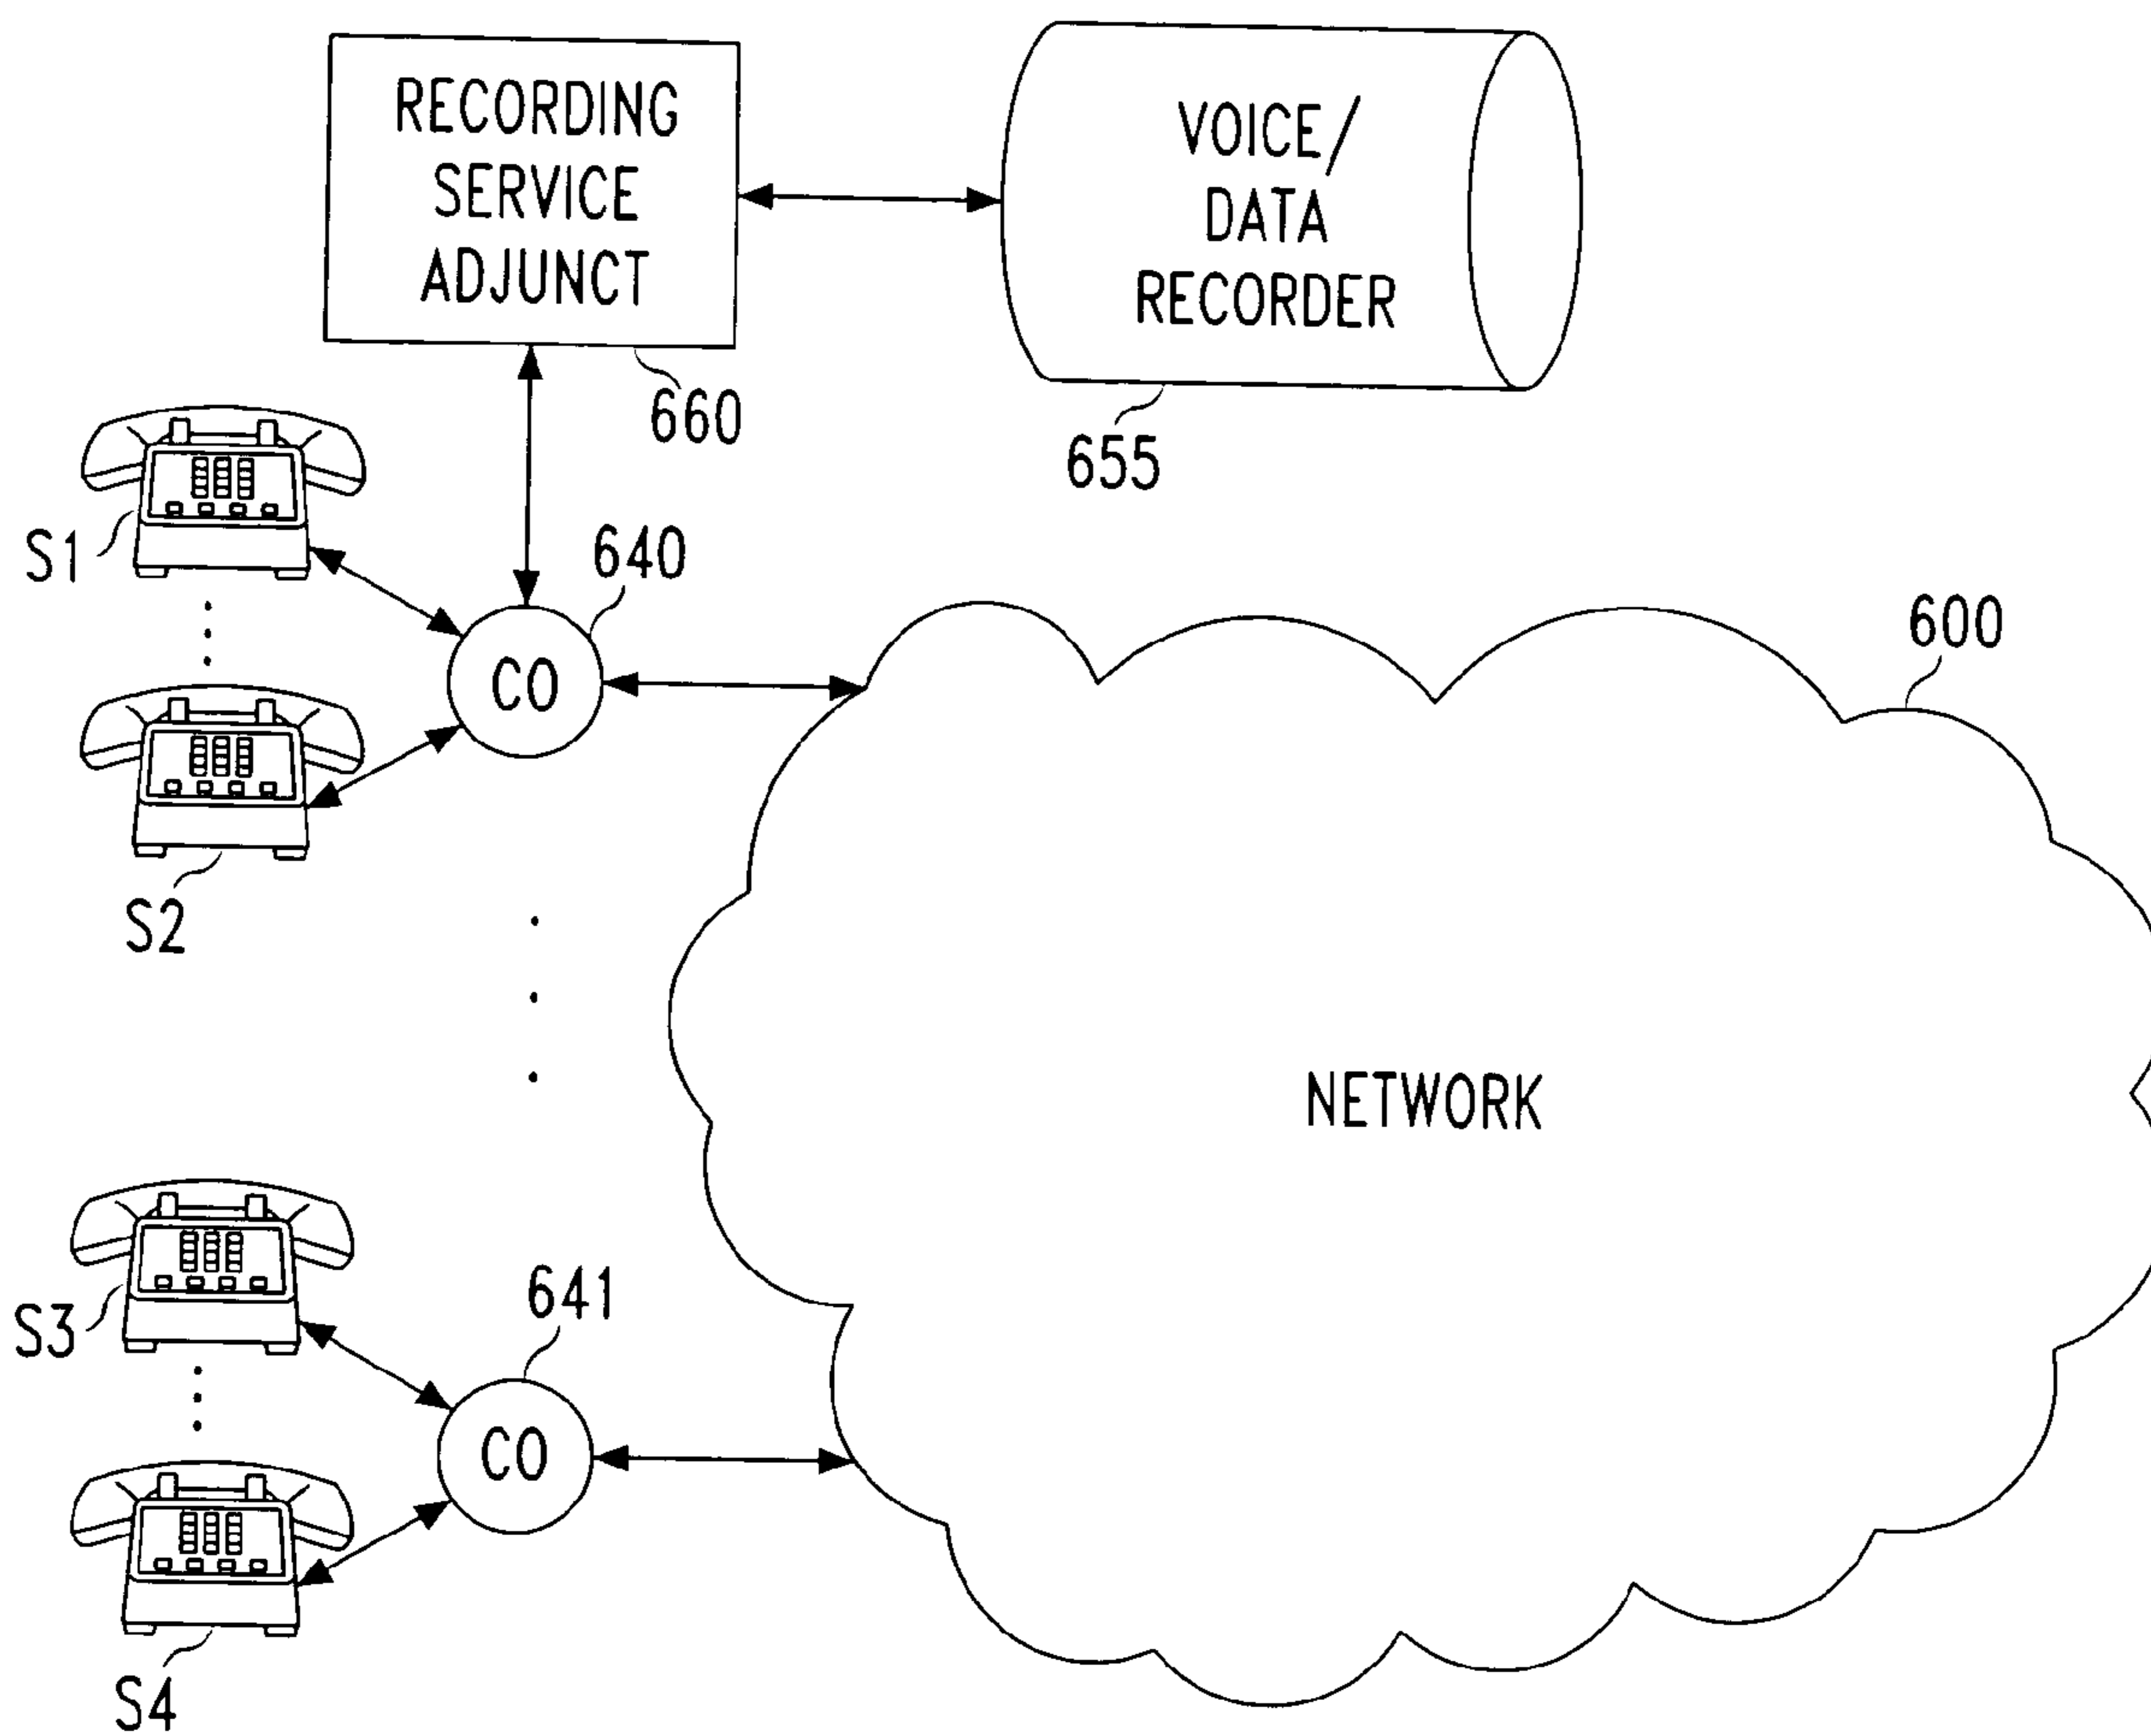 RECORDING
SERVICE
ADJUNCT
VOICE/
DATA
RECORDER
660
655
S1
640
600
CO
S2
NETWORK
S3
641
CO
S4